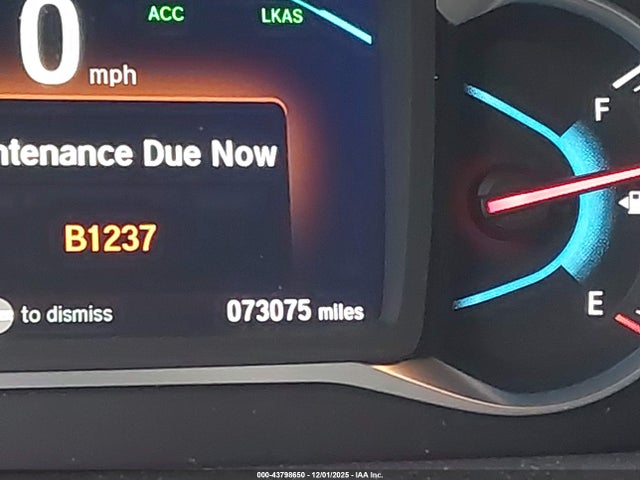 0 mph
ACC
LKAS
ntenance Due Now
B1237
to dismiss
073075 miles
F
E
000-43798650 - 12/01/2025 - IAA Inc.